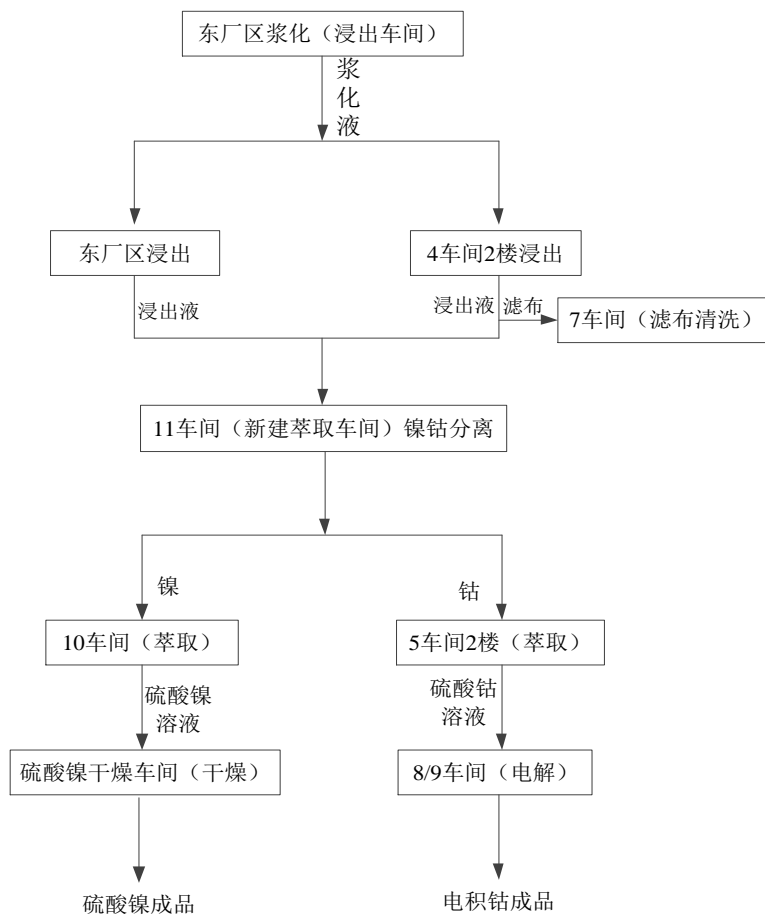 东厂区浆化（浸出车间）
浆
化
液
东厂区浸出
4车间2楼浸出
浸出液
浸出液
滤布
7车间（滤布清洗）
11车间（新建萃取车间）镍钴分离
镍
钴
10车间（萃取）
5车间2楼（萃取）
硫酸镍
溶液
硫酸钴
溶液
硫酸镍干燥车间（干燥）
8/9车间（电解）
硫酸镍成品
电积钴成品